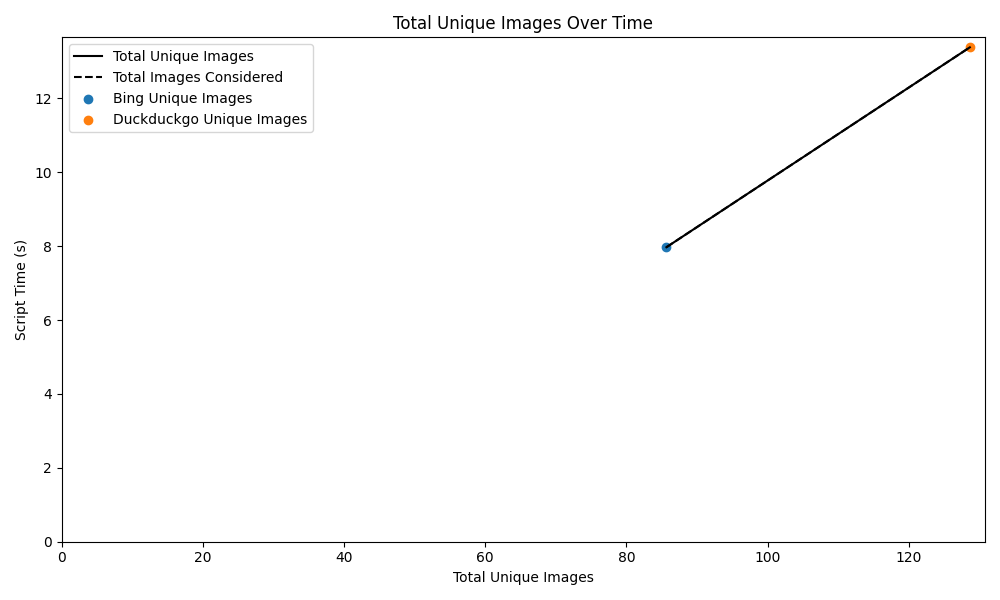 Total Unique Images Over Time
Total Unique Images
Total Images Considered
Bing Unique Images
Duckduckgo Unique Images
Script Time (s)
12
10
8
6
4
2
0
0 20 40 60 80 100 120
Total Unique Images